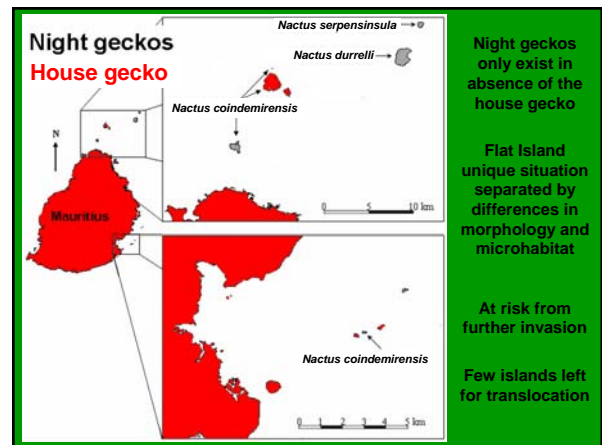 Night geckos
House gecko
N
Mauritius
Nactus serpensinsula
Nactus durrelli
Nactus coindemirensis
0 5 10 km
Nactus coindemirensis
0 1 2 3 4 5 km
Night geckos
only exist in
absence of the
house gecko
Flat Island
unique situation
separated by
differences in
morphology and
microhabitat
At risk from
further invasion
Few islands left
for translocation